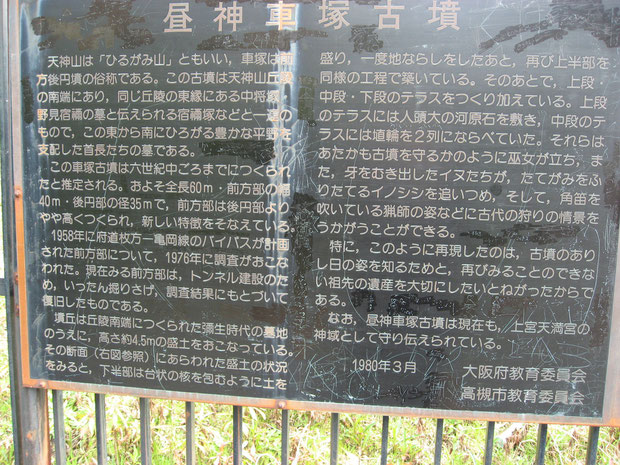 昼神車塚古墳
天神山は「ひるがみ山」ともいい，車塚は前
方後円墳の俗称である。この古墳は天神山丘陵
の南端にあり，同じ丘陵の東縁にある中将塚，
野見宿祢の墓と伝えられる宿禰塚などと一連の
もので，この東から南にひろがる豊かな平野を
支配した首長たちの墓である。
この車塚古墳は六世紀中ごろまでにつくられ
たと推定される。およそ全長60m・前方部の幅
40m・後円部の径35mで，前方部は後円部より
やや高くつくられ，新しい特徴をそなえている。
1958年に府道枚方一亀岡線のバイパスが計画
された前方部について，1976年に調査がおこな
われた。現在みる前方部は，トンネル建設のた
め，いったん掘りさげ，調査結果にもとづいて
復旧したものである。
墳丘は丘陵南端につくられた弥生時代の墓地
のうえに，高さ約4.5mの盛土をおこなっている。
その断面（右図参照）にあらわれた盛土の状況
をみると，下半部は台状の核を包むように土を
盛り，一度地ならしをしたあと，再び上半部を
同様の工程で築いている。そのあとで，上段・
中段・下段のテラスをつくり加えている。上段
のテラスには人頭大の河原石を敷き，中段のテ
ラスには埴輪を2列にならべていた。それらは
あたかも古墳を守るかのように巫女が立ち，ま
た，牙をむき出したイヌたちが，たてがみをふ
りたてるイノシシを追いつめ，そして，角笛を
吹いている猟師の姿などに古代の狩りの情景を
うかがうことができる。
特に，このように再現したのは，古墳のあり
し日の姿を知るためと，再びみることのできな
い祖先の遺産を大切にしたいとねがったからで
ある。
なお，昼神車塚古墳は現在も，上宮天満宮の
神域として守り伝えられている。
1980年3月
大阪府教育委員会
高槻市教育委員会